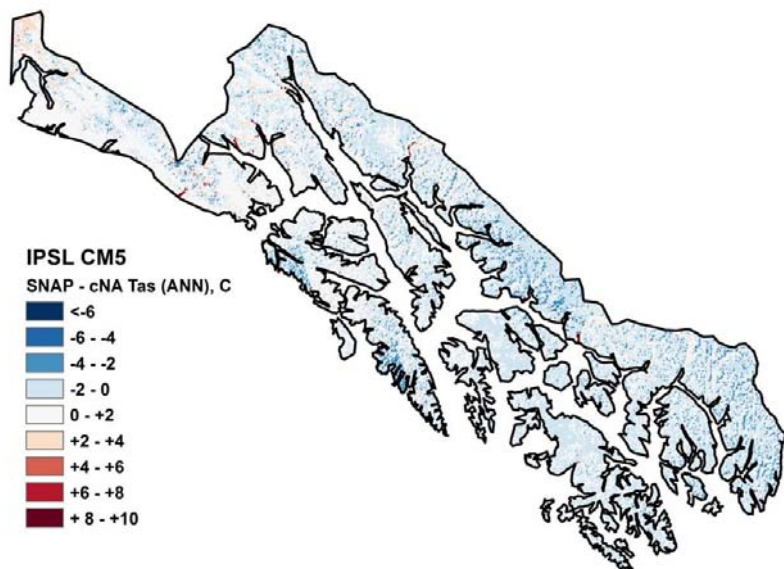 IPSL CM5
SNAP - cNA Tas (ANN), C
<-6
-6 - -4
-4 - -2
-2 - 0
0 - +2
+2 - +4
+4 - +6
+6 - +8
+ 8 - +10